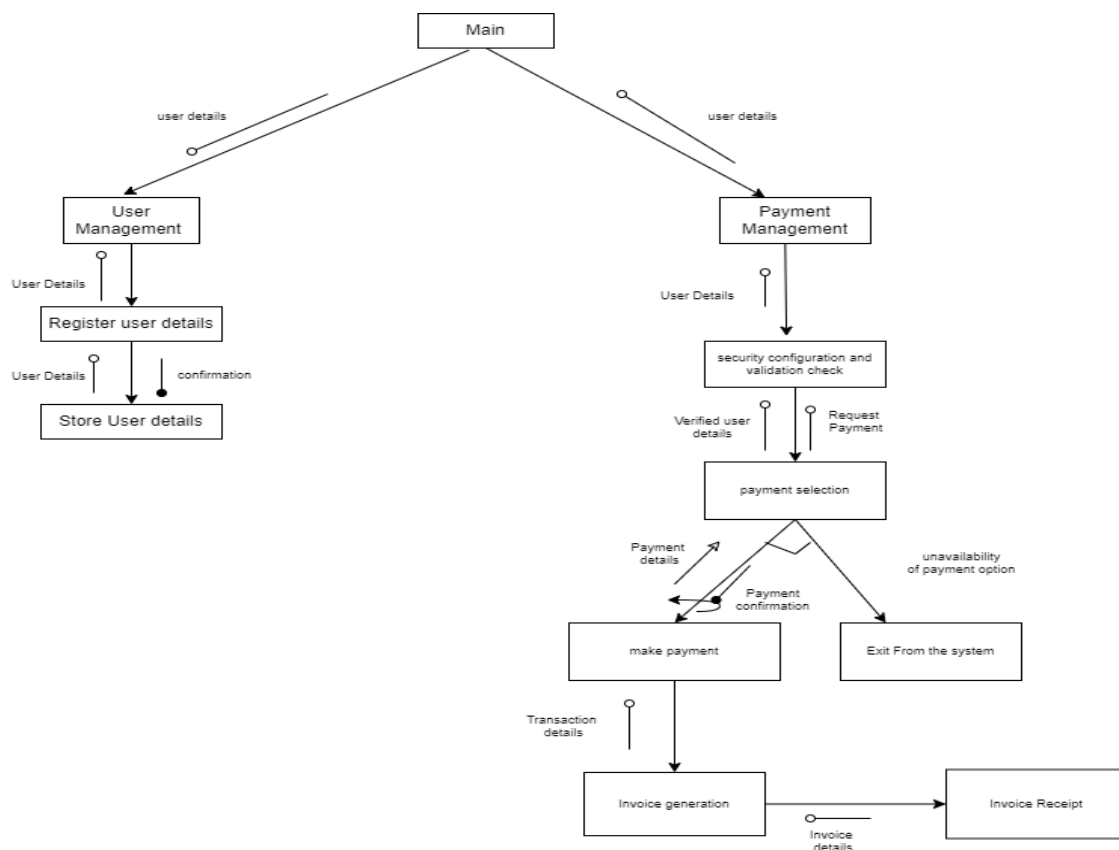 Main
user details
user details
User
Management
Payment
Management
User Details
User Details
Register user details
security configuration and
validation check
User Details
confirmation
Store User details
Verified user
details
Request
Payment
payment selection
Payment
details
unavailability
of payment option
Payment
confirmation
make payment
Exit From the system
Transaction
details
Invoice generation
Invoice Receipt
Invoice
details